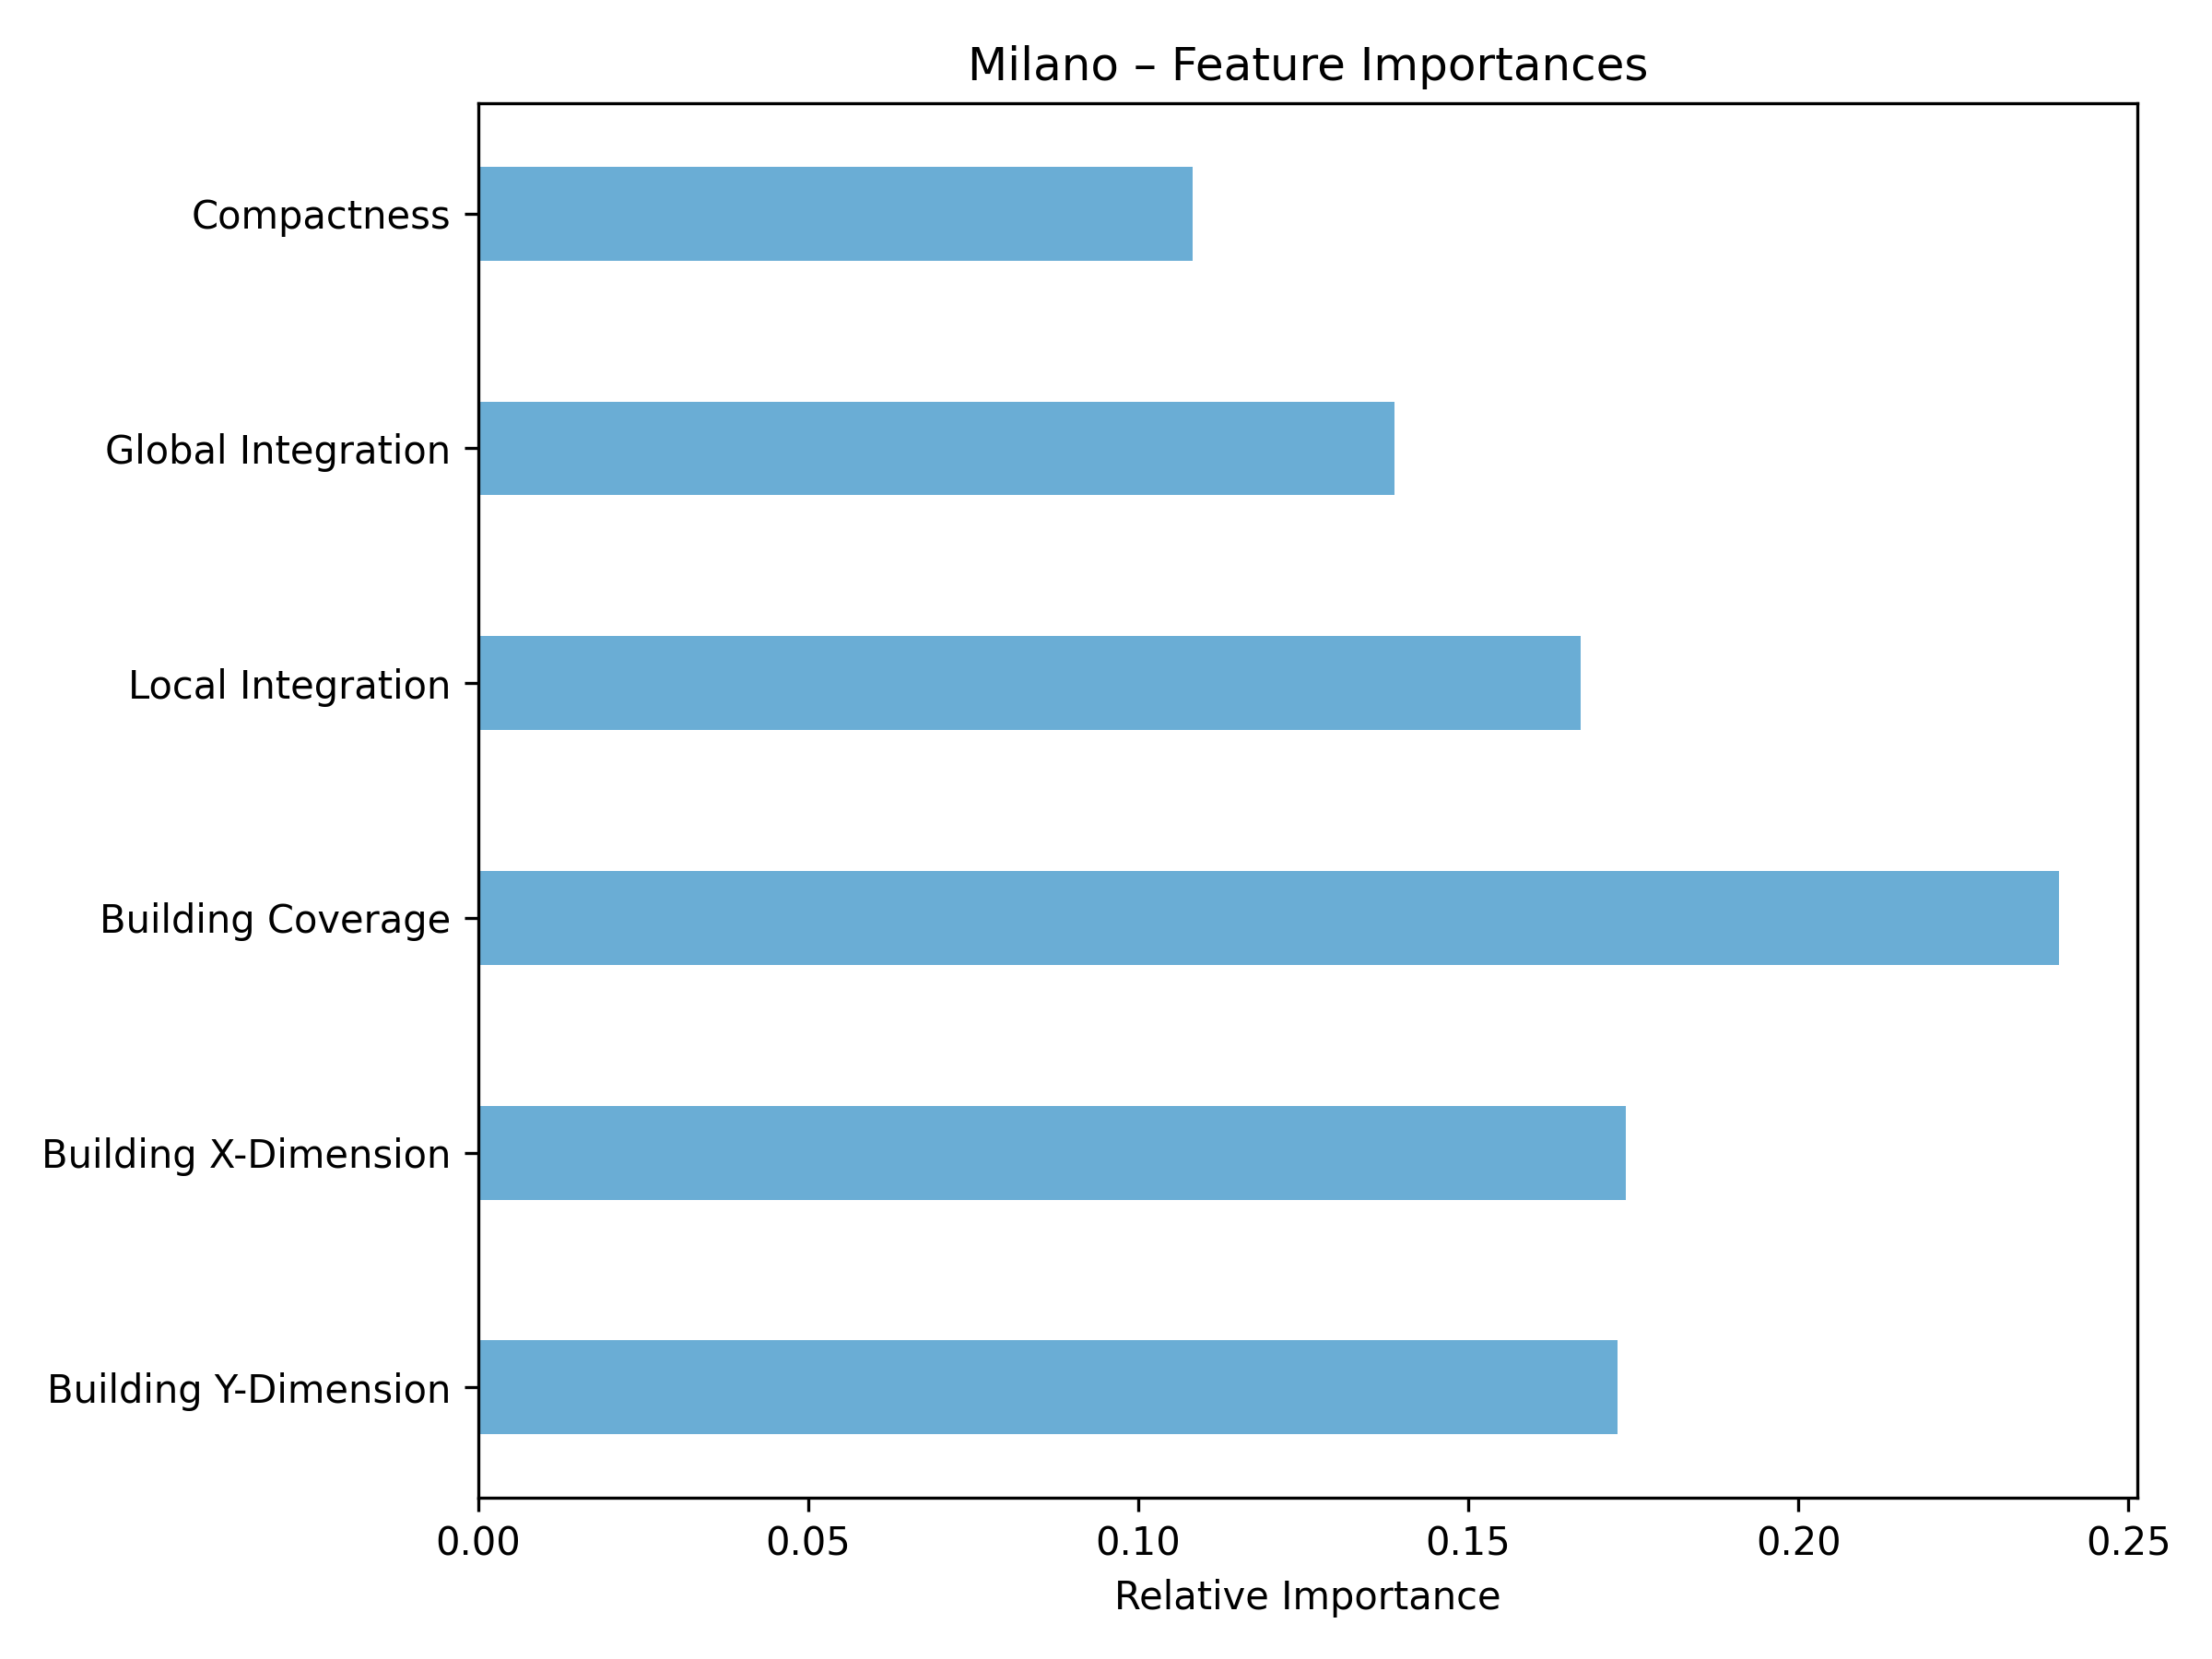 Milano – Feature Importances
Compactness
Global Integration
Local Integration
Building Coverage
Building X-Dimension
Building Y-Dimension
0.00 0.05 0.10 0.15 0.20 0.25
Relative Importance